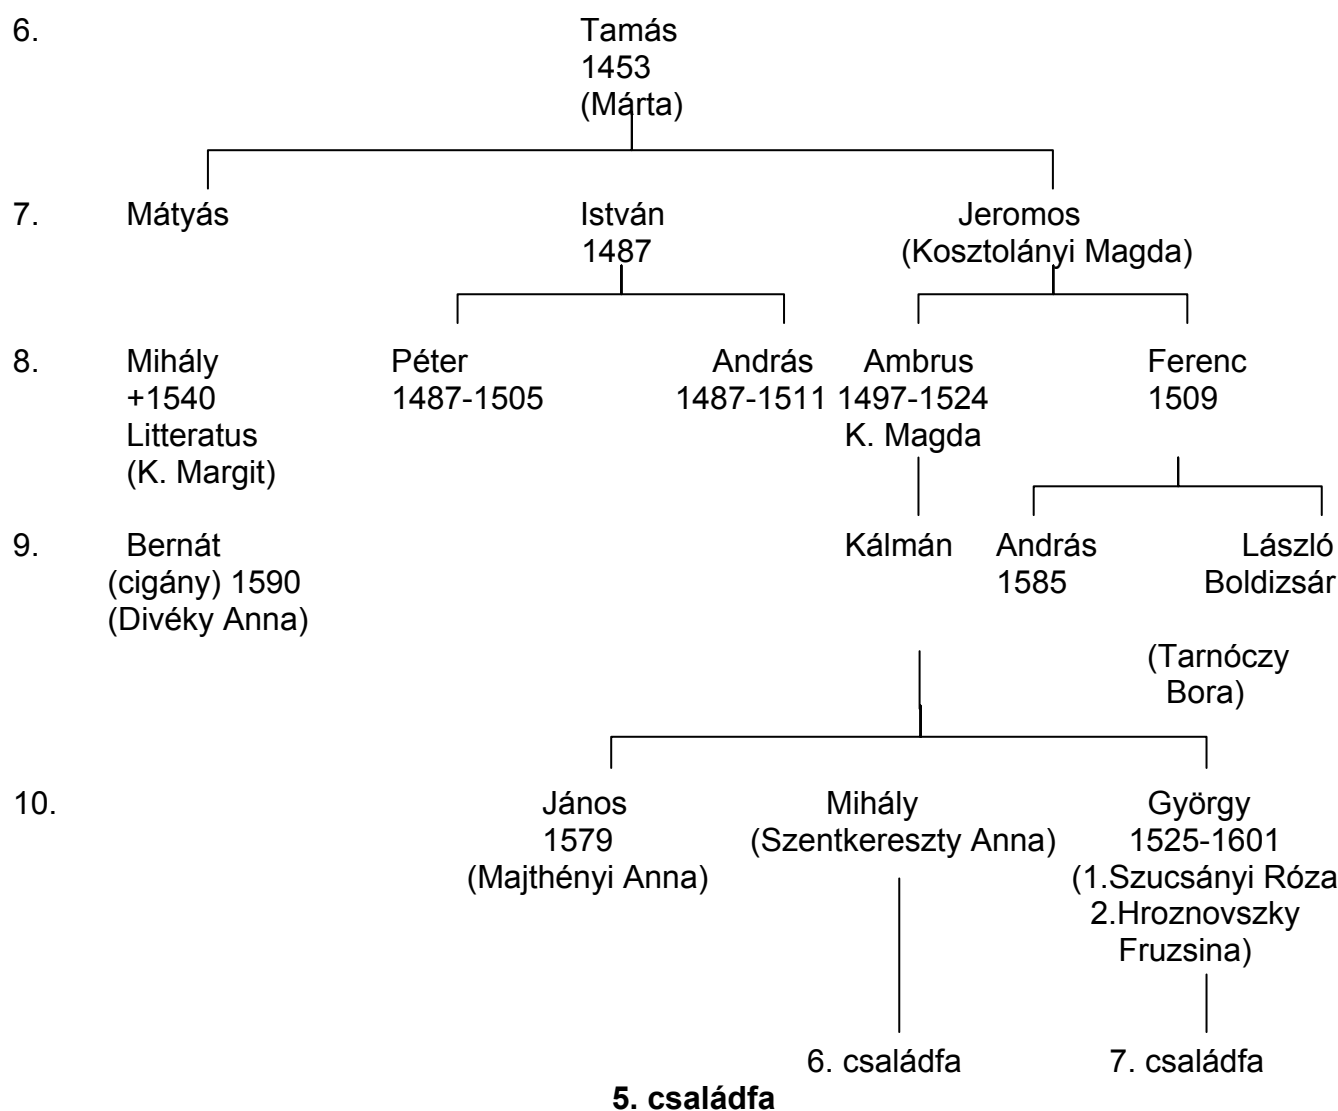 6. Tamás
1453
(Márta)
7. Mátyás István Jeromos
1487 (Kosztolányi Magda)
8. Mihály Péter András Ambrus Ferenc
+1540 1487-1505 1487-1511 1497-1524 1509
Litteratus K. Magda
(K. Margit)
9. Bernát Kálmán András László
(cigány) 1590 1585 Boldizsár
(Divéky Anna)
(Tarnóczy
Bora)
10. János Mihály György
1579 (Szentkereszty Anna) 1525-1601
(Majthényi Anna) (1.Szucsányi Róza
2.Hroznovszky
Fruzsina)
6. családfa 7. családfa
5. családfa